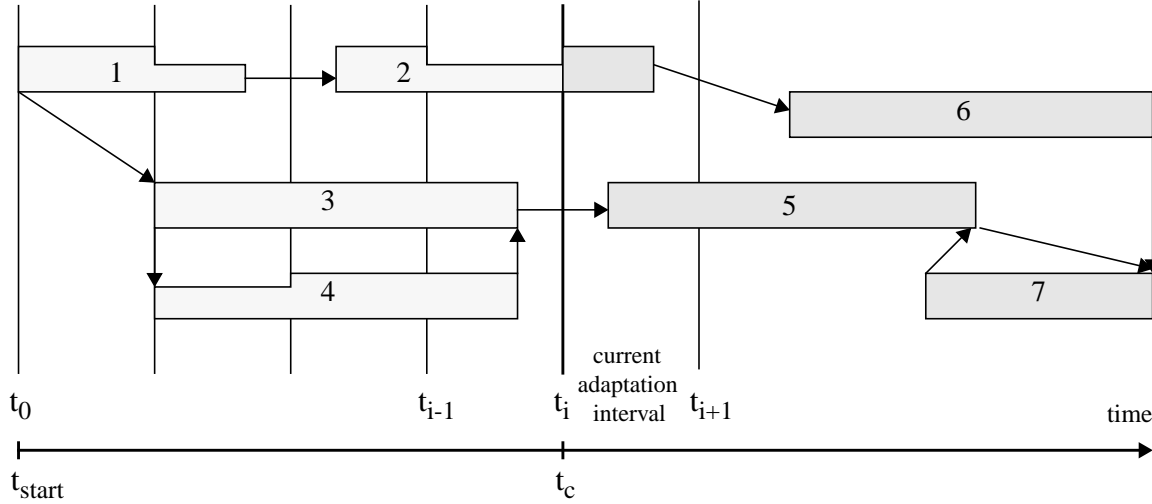 1
2
6
3
5
4
7
current
adaptation
interval
t0
ti-1
ti
ti+1
time
tstart
tc